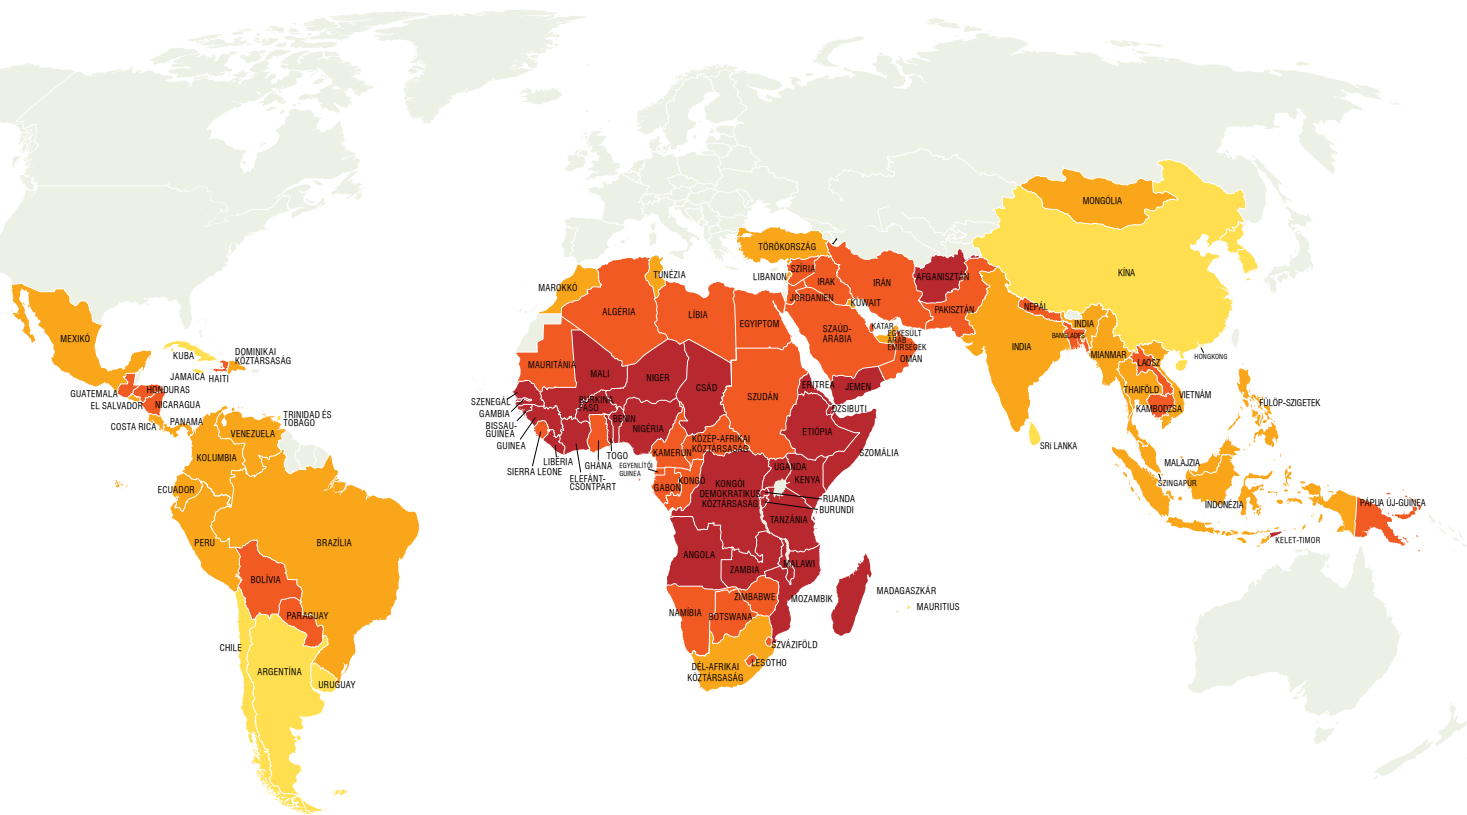 MONGÓLIA
KÍNA
TÖRÖKORSZÁG
TUNÉZIA
LIBANON
SZÍRIA
IRAK
IRÁN
AFGANISZTÁN
MAROKKÓ
JORDANIEN
KUWAIT
PAKISZTÁN
NEPÁL
ALGÉRIA
LÍBIA
EGYIPTOM
SZAÚD-
ARÁBIA
KATAR
EGYESÜLT
ARAB
EMIRSÉGEK
OMÁN
INDIA
INDIA
BANGLADES
MIANMAR
LAOSZ
HONGKONG
MEXIKÓ
KUBA
DOMINIKAI
KÖZTÁRSASÁG
JAMAICA
HAITI
GUATEMALA
HONDURAS
EL SALVADOR
NICARAGUA
COSTA RICA
PANAMA
TRINIDAD ÉS
TOBAGO
VENEZUELA
KOLUMBIA
ECUADOR
PERU
BRAZÍLIA
BOLÍVIA
PARAGUAY
CHILE
ARGENTÍNA
URUGUAY
MAURITÁNIA
MALI
NIGER
CSÁD
SZUDÁN
ERITREA
JEMEN
DZSIBUTI
SZENEGÁL
GAMBIA
BISSAU-
GUINEA
GUINEA
SIERRA LEONE
LIBÉRIA
ELEFÁNT-
CSONTPART
GHÁNA
TOGO
BURKINA
FASO
BENIN
NIGÉRIA
ETIÓPIA
SZOMÁLIA
KÖZÉP-AFRIKAI
KÖZTÁRSASÁG
KAMERUN
EGYENLÍTŐI
GUINEA
GABON
KONGÓ
KONGÓI
DEMOKRATIKUS
KÖZTÁRSASÁG
UGANDA
KENYA
RUANDA
BURUNDI
TANZÁNIA
ANGOLA
ZAMBIA
MALAWI
MOZAMBIK
MADAGASZKÁR
MAURITIUS
ZIMBABWE
NAMÍBIA
BOTSWANA
SZVÁZIFÖLD
LESOTHO
DÉL-AFRIKAI
KÖZTÁRSASÁG
THAIFÖLD
VIETNÁM
KAMBODZSA
FÜLÖP-SZIGETEK
SRÍ LANKA
MALAJZIA
SZINGAPÚR
INDONÉZIA
PÁPUA ÚJ-GUINEA
KELET-TIMOR